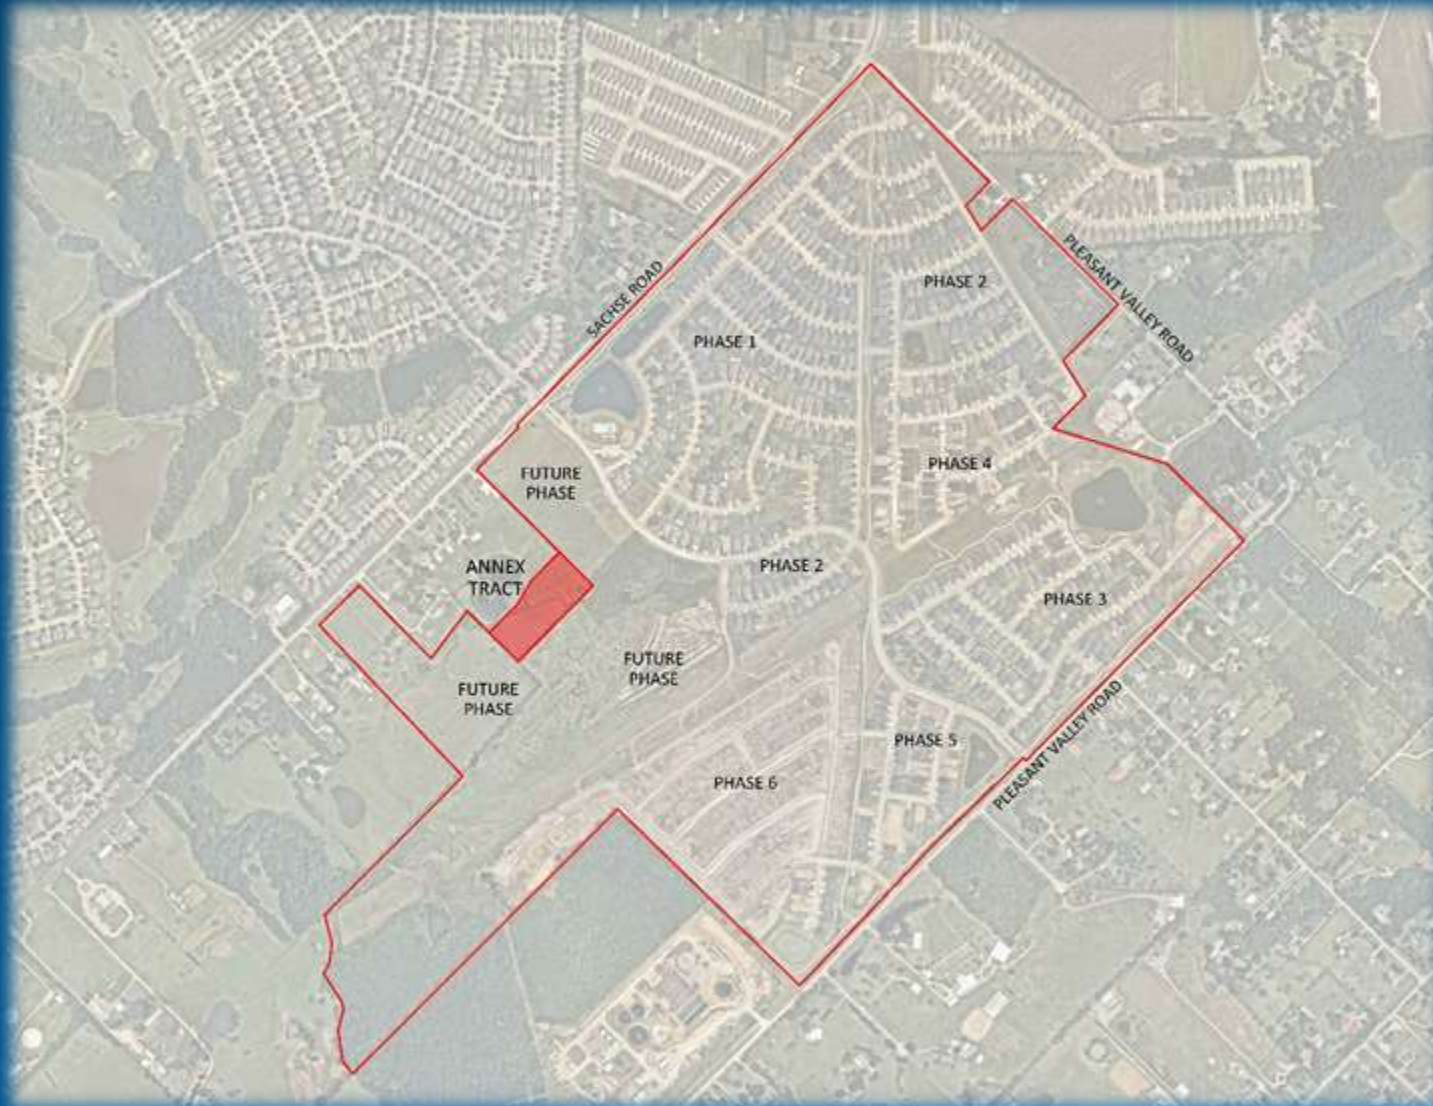 PLEASANT VALLEY ROAD
SACHSE ROAD
PHASE 2
PHASE 1
PHASE 4
FUTURE
PHASE
ANNEX
TRACT
PHASE 2
PHASE 3
FUTURE
PHASE
FUTURE
PHASE
PHASE 5
PLEASANT VALLEY ROAD
PHASE 6